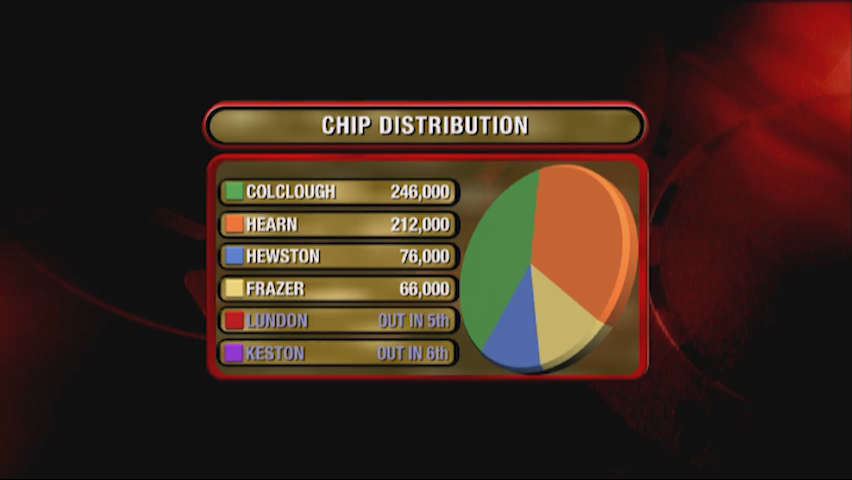 CHIP DISTRIBUTION
COLCLOUGH 246,000
HEARN 212,000
HEWSTON 76,000
FRAZER 66,000
LUNDON OUT IN 5th
KESTON OUT IN 6th